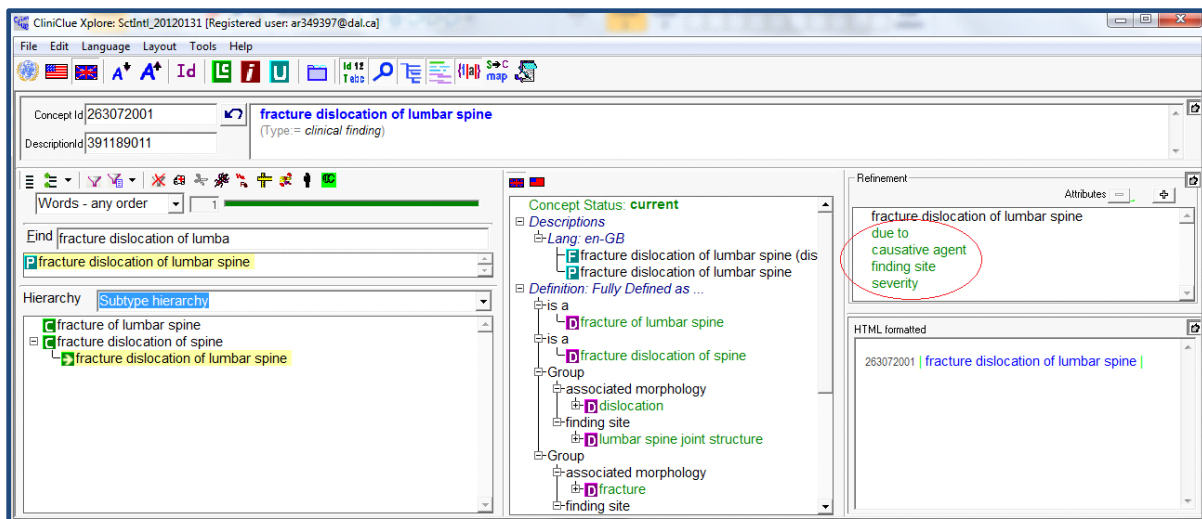 CliniClue Xplore: SctIntl_20120131 [Registered user: ar349397@dal.ca]
File Edit Language Layout Tools Help
Id
Id 12
Tabc
S→C
map
Concept Id 263072001
fracture dislocation of lumbar spine
(Type:= clinical finding)
DescriptionId 391189011
Words - any order
1
Find fracture dislocation of lumba
P fracture dislocation of lumbar spine
Hierarchy Subtype hierarchy
C fracture of lumbar spine
C fracture dislocation of spine
fracture dislocation of lumbar spine
Concept Status: current
Descriptions
Lang: en-GB
F fracture dislocation of lumbar spine (dis
P fracture dislocation of lumbar spine
Definition: Fully Defined as ...
is a
D fracture of lumbar spine
is a
D fracture dislocation of spine
Group
associated morphology
D dislocation
finding site
D lumbar spine joint structure
Group
associated morphology
D fracture
finding site
Refinement
Attributes
fracture dislocation of lumbar spine
due to
causative agent
finding site
severity
HTML formatted
263072001 | fracture dislocation of lumbar spine |